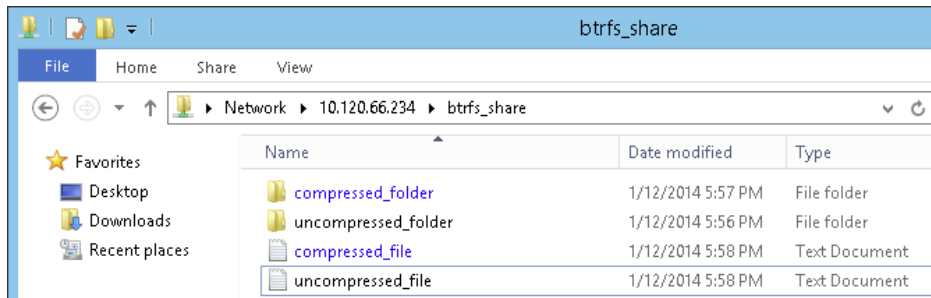 btrfs_share
File Home Share View
Network 10.120.66.234 btrfs_share
Favorites
Desktop
Downloads
Recent places
Name Date modified Type
compressed_folder 1/12/2014 5:57 PM File folder
uncompressed_folder 1/12/2014 5:56 PM File folder
compressed_file 1/12/2014 5:58 PM Text Document
uncompressed_file 1/12/2014 5:58 PM Text Document